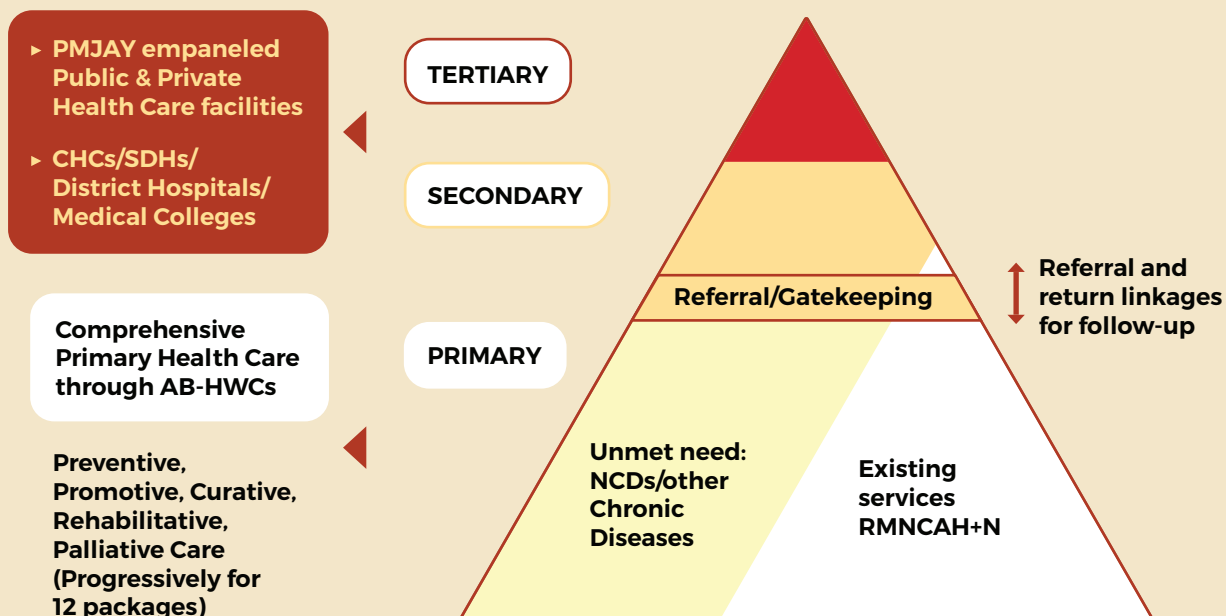 ▸ PMJAY empaneled
Public & Private
Health Care facilities
▸ CHCs/SDHs/
District Hospitals/
Medical Colleges
TERTIARY
SECONDARY
Referral/Gatekeeping
Referral and
return linkages
for follow-up
Comprehensive
Primary Health Care
through AB-HWCs
PRIMARY
Preventive,
Promotive, Curative,
Rehabilitative,
Palliative Care
(Progressively for
12 packages)
Unmet need:
NCDs/other
Chronic
Diseases
Existing
services
RMNCAH+N